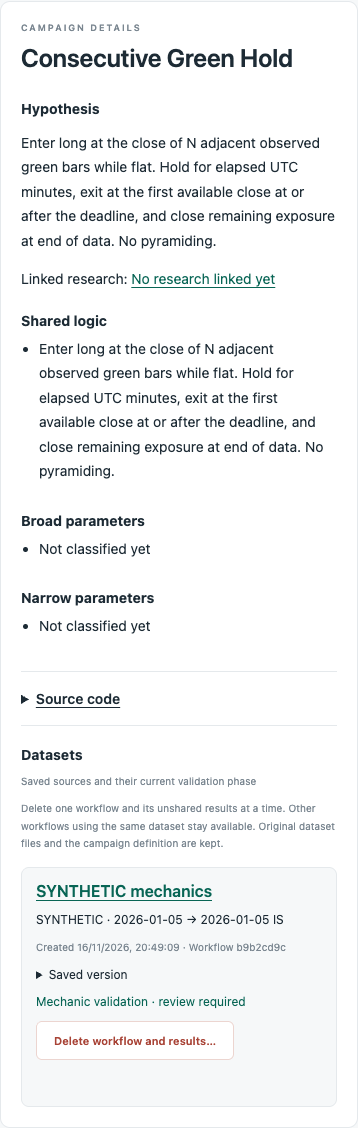 CAMPAIGN DETAILS
Consecutive Green Hold
Hypothesis
Enter long at the close of N adjacent observed
green bars while flat. Hold for elapsed UTC
minutes, exit at the first available close at or
after the deadline, and close remaining exposure
at end of data. No pyramiding.
Linked research: No research linked yet
Shared logic
• Enter long at the close of N adjacent
observed green bars while flat. Hold for
elapsed UTC minutes, exit at the first
available close at or after the deadline, and
close remaining exposure at end of data. No
pyramiding.
Broad parameters
• Not classified yet
Narrow parameters
• Not classified yet
Source code
Datasets
Saved sources and their current validation phase
Delete one workflow and its unshared results at a time. Other
workflows using the same dataset stay available. Original dataset
files and the campaign definition are kept.
SYNTHETIC mechanics
SYNTHETIC · 2026-01-05 → 2026-01-05 IS
Created 16/11/2026, 20:49:09 · Workflow b9b2cd9c
Saved version
Mechanic validation · review required
Delete workflow and results...